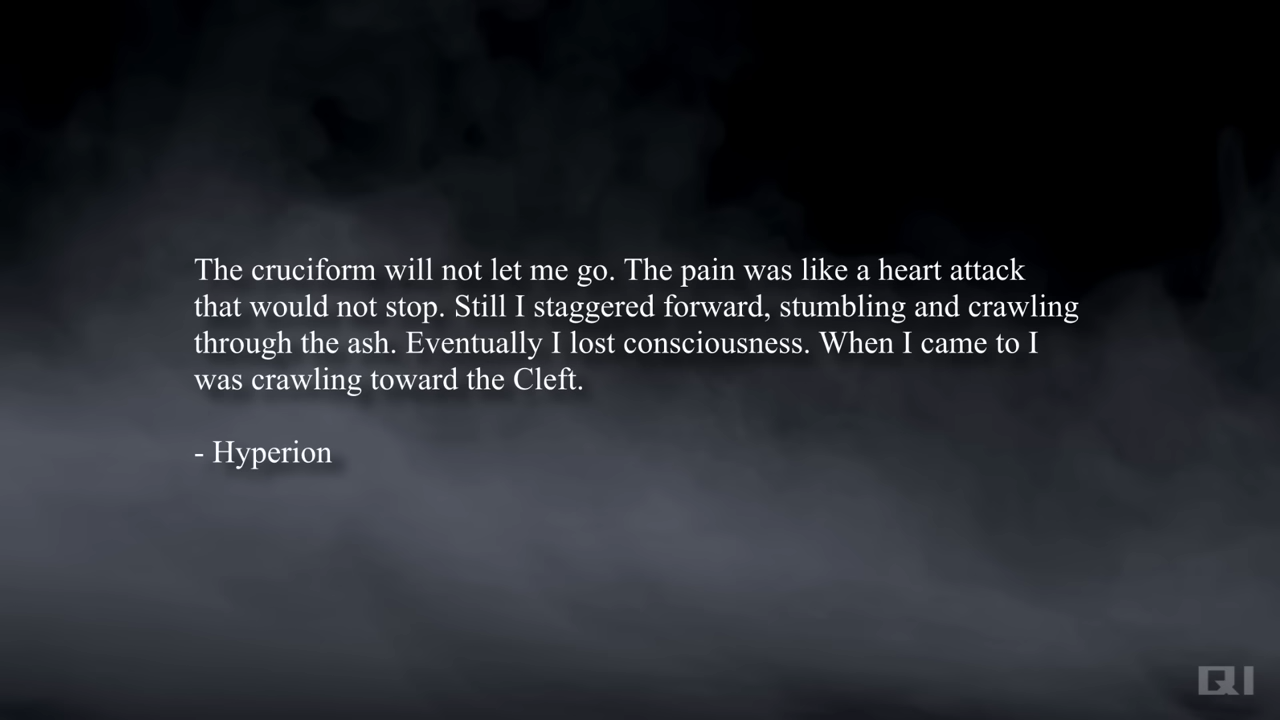 The cruciform will not let me go. The pain was like a heart attack
that would not stop. Still I staggered forward, stumbling and crawling
through the ash. Eventually I lost consciousness. When I came to I
was crawling toward the Cleft.
- Hyperion
QI